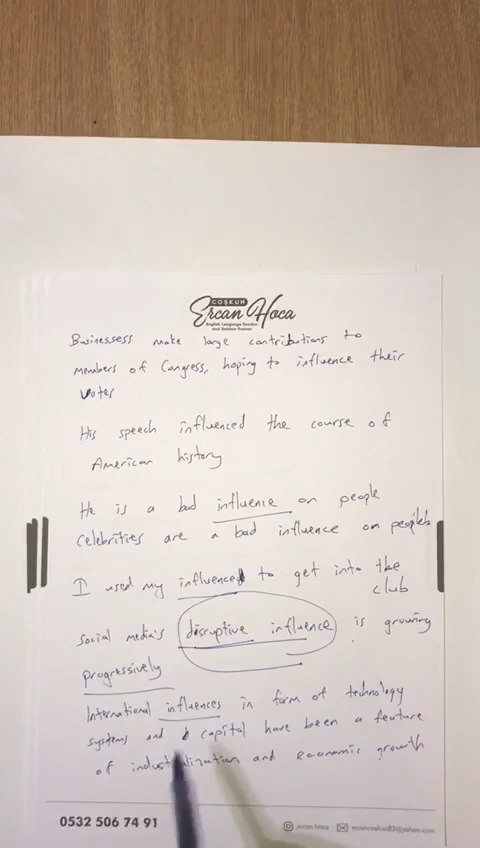 COŞKUN
Ercan Hoca
English Language Teacher
and Seslion Trainer
Businessess make large contributions to
members of Congress, hoping to influence their
votes
His speech influenced the course of
American history
He is a bad influence on people
Celebrities are a bad influence on people
I used my influence to get into the
club
Social media's disruptive influence is growing
progressively
International influences in form of technology
systems and capital have been a feature
of industrialization and economic growth
0532 506 74 91
ercan.hoca
ercancoskun83@yahoo.com